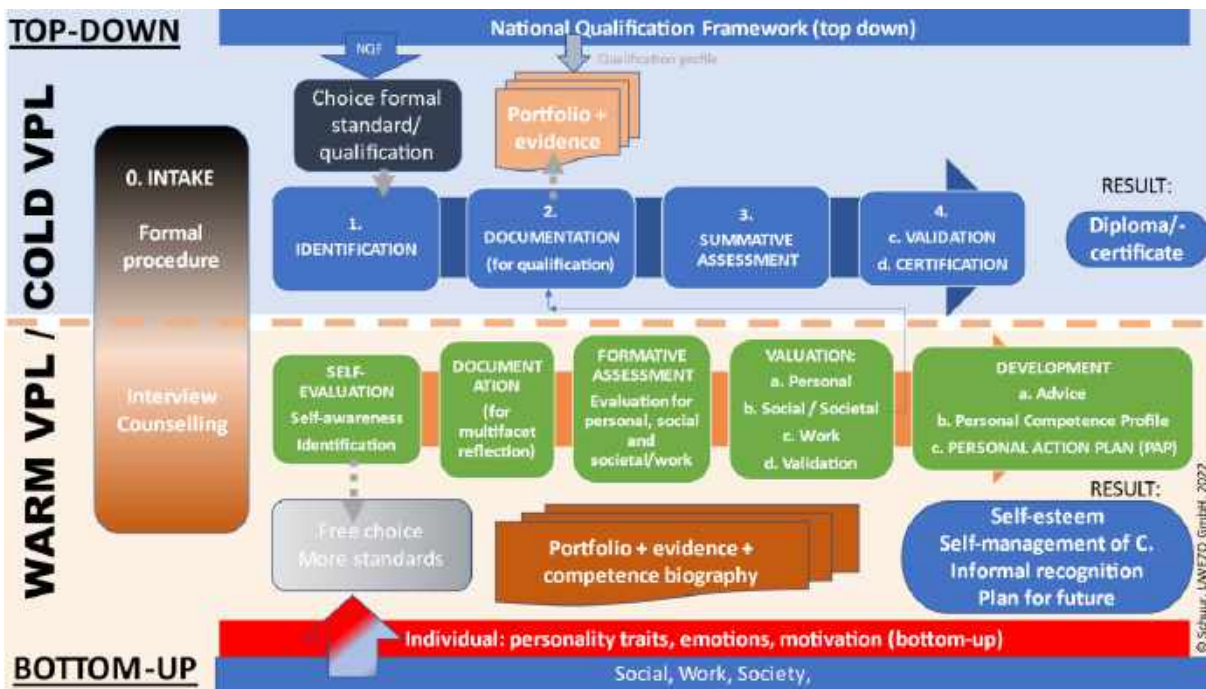 TOP-DOWN
National Qualification Framework (top down)
NQF
Qualification profile
Choice formal
standard/
qualification
Portfolio +
evidence
WARM VPL / COLD VPL
0. INTAKE
Formal
procedure
Interview
Counselling
1.
IDENTIFICATION
2.
DOCUMENTATION
(for qualification)
3.
SUMMATIVE
ASSESSMENT
4.
c. VALIDATION
d. CERTIFICATION
RESULT:
Diploma/-
certificate
SELF-
EVALUATION
Self-awareness
Identification
DOCUMENT
ATION
(for
multifacet
reflection)
FORMATIVE
ASSESSMENT
Evaluation for
personal, social
and
societal/work
VALUATION:
a. Personal
b. Social / Societal
c. Work
d. Validation
DEVELOPMENT
a. Advice
b. Personal Competence Profile
c. PERSONAL ACTION PLAN (PAP)
RESULT:
Self-esteem
Self-management of C.
Informal recognition
Plan for future
Free choice
More standards
Portfolio + evidence +
competence biography
Individual: personality traits, emotions, motivation (bottom-up)
BOTTOM-UP
Social, Work, Society,
© Schuur, GmbH, 2022